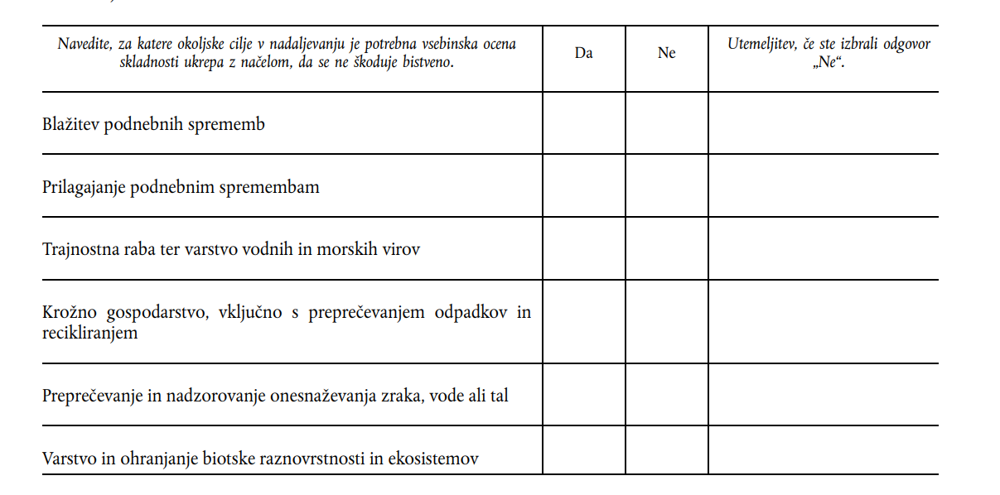 Navedite, za katere okoljske cilje v nadaljevanju je potrebna vsebinska ocena
skladnosti ukrepa z načelom, da se ne škoduje bistveno.
Da
Ne
Utemeljitev, če ste izbrali odgovor
„Ne“.
Blažitev podnebnih sprememb
Prilagajanje podnebnim spremembam
Trajnostna raba ter varstvo vodnih in morskih virov
Krožno gospodarstvo, vključno s preprečevanjem odpadkov in
recikliranjem
Preprečevanje in nadzorovanje onesnaževanja zraka, vode ali tal
Varstvo in ohranjanje biotske raznovrstnosti in ekosistemov